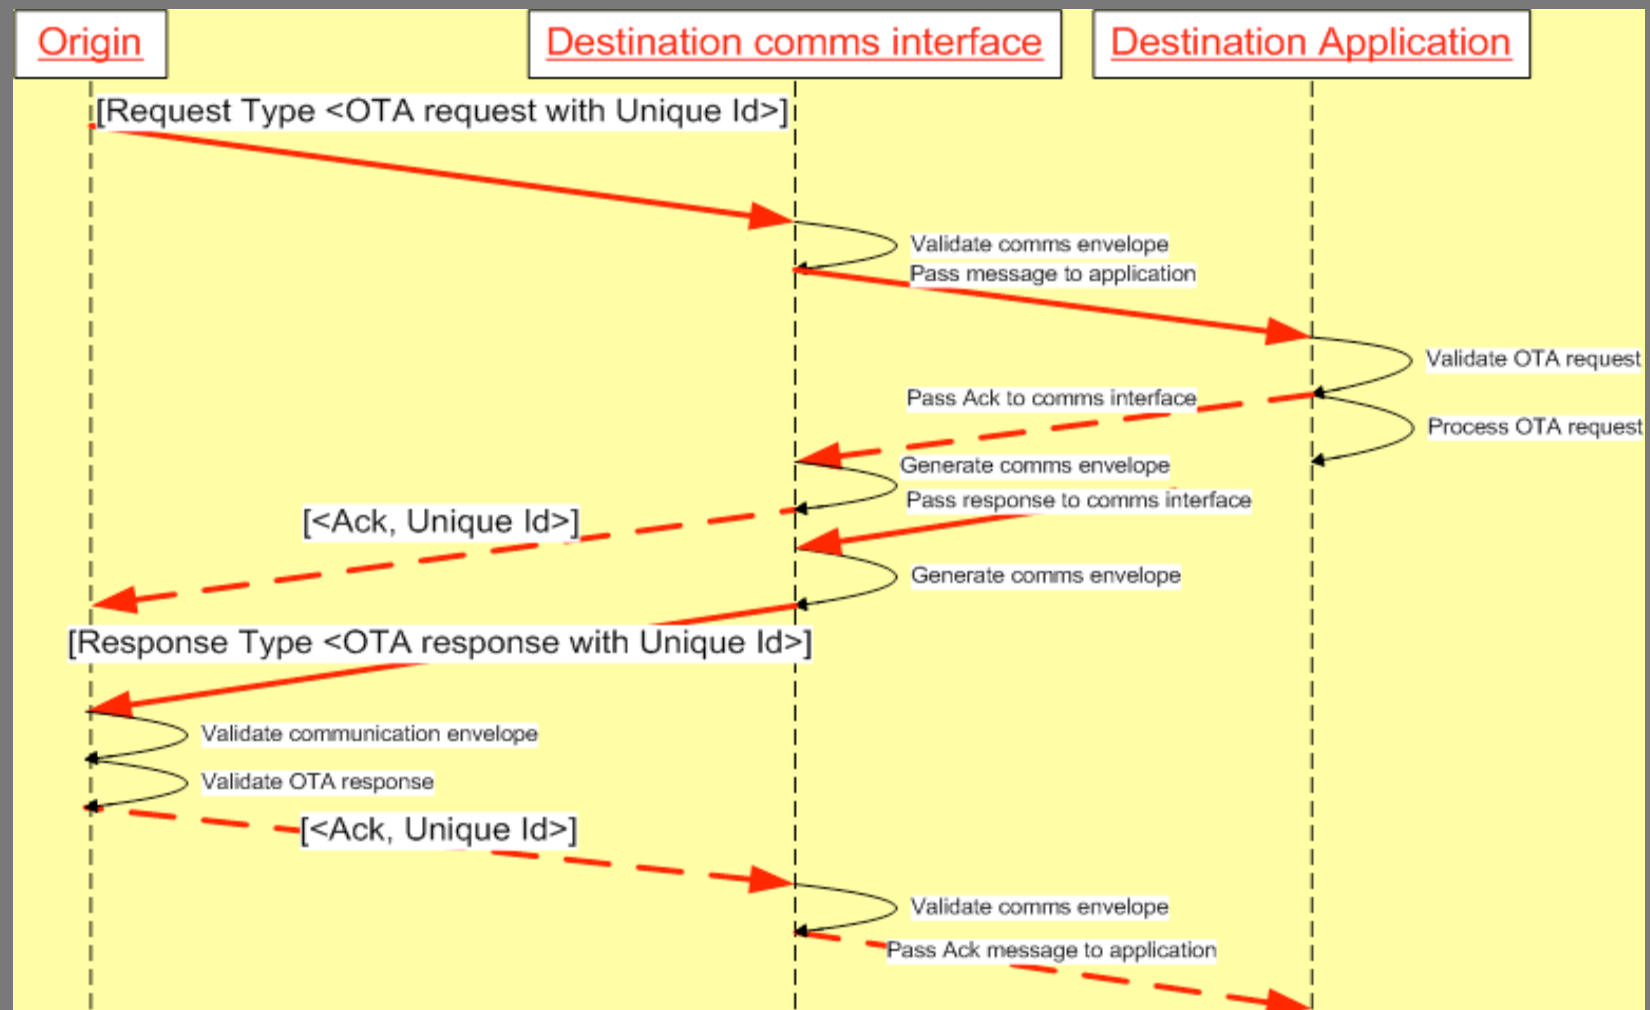 Origin
Destination comms interface
Destination Application
[Request Type <OTA request with Unique Id>]
Validate comms envelope
Pass message to application
Validate OTA request
Pass Ack to comms interface
Process OTA request
Generate comms envelope
Pass response to comms interface
[<Ack, Unique Id>]
Generate comms envelope
[Response Type <OTA response with Unique Id>]
Validate communication envelope
Validate OTA response
[<Ack, Unique Id>]
Validate comms envelope
Pass Ack message to application